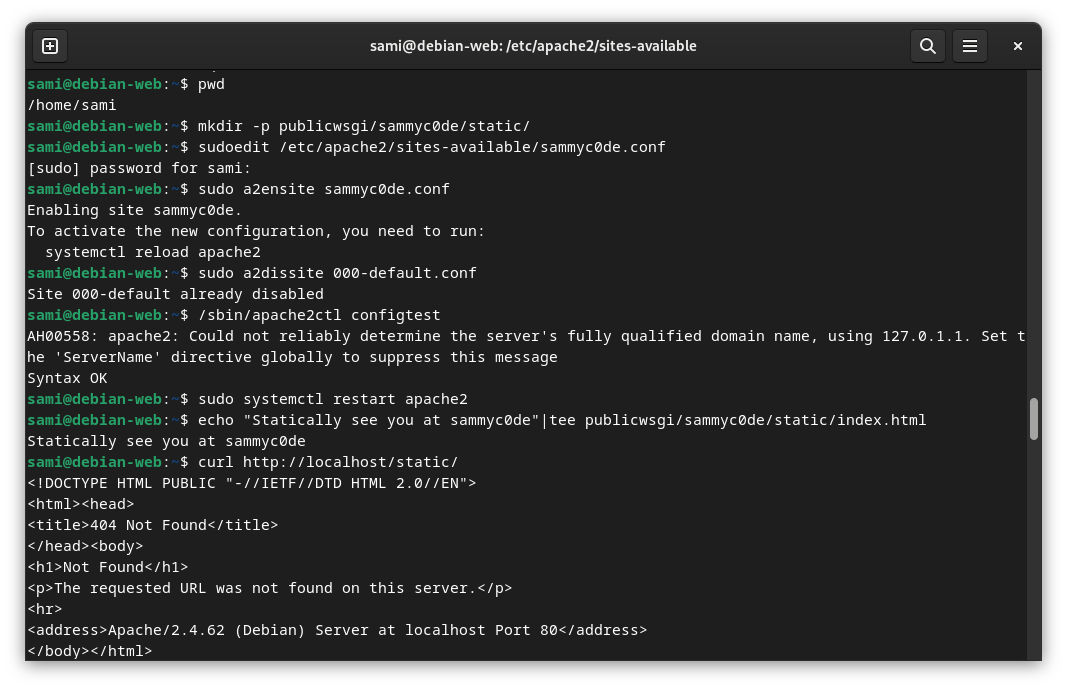 sami@debian-web: /etc/apache2/sites-available
sami@debian-web:~$ pwd
/home/sami
sami@debian-web:~$ mkdir -p publicwsgi/sammyc0de/static/
sami@debian-web:~$ sudoedit /etc/apache2/sites-available/sammyc0de.conf
[sudo] password for sami:
sami@debian-web:~$ sudo a2ensite sammyc0de.conf
Enabling site sammyc0de.
To activate the new configuration, you need to run:
  systemctl reload apache2
sami@debian-web:~$ sudo a2dissite 000-default.conf
Site 000-default already disabled
sami@debian-web:~$ /sbin/apache2ctl configtest
AH00558: apache2: Could not reliably determine the server's fully qualified domain name, using 127.0.1.1. Set t
he 'ServerName' directive globally to suppress this message
Syntax OK
sami@debian-web:~$ sudo systemctl restart apache2
sami@debian-web:~$ echo "Statically see you at sammyc0de"|tee publicwsgi/sammyc0de/static/index.html
Statically see you at sammyc0de
sami@debian-web:~$ curl http://localhost/static/
<!DOCTYPE HTML PUBLIC "-//IETF//DTD HTML 2.0//EN">
<html><head>
<title>404 Not Found</title>
</head><body>
<h1>Not Found</h1>
<p>The requested URL was not found on this server.</p>
<hr>
<address>Apache/2.4.62 (Debian) Server at localhost Port 80</address>
</body></html>